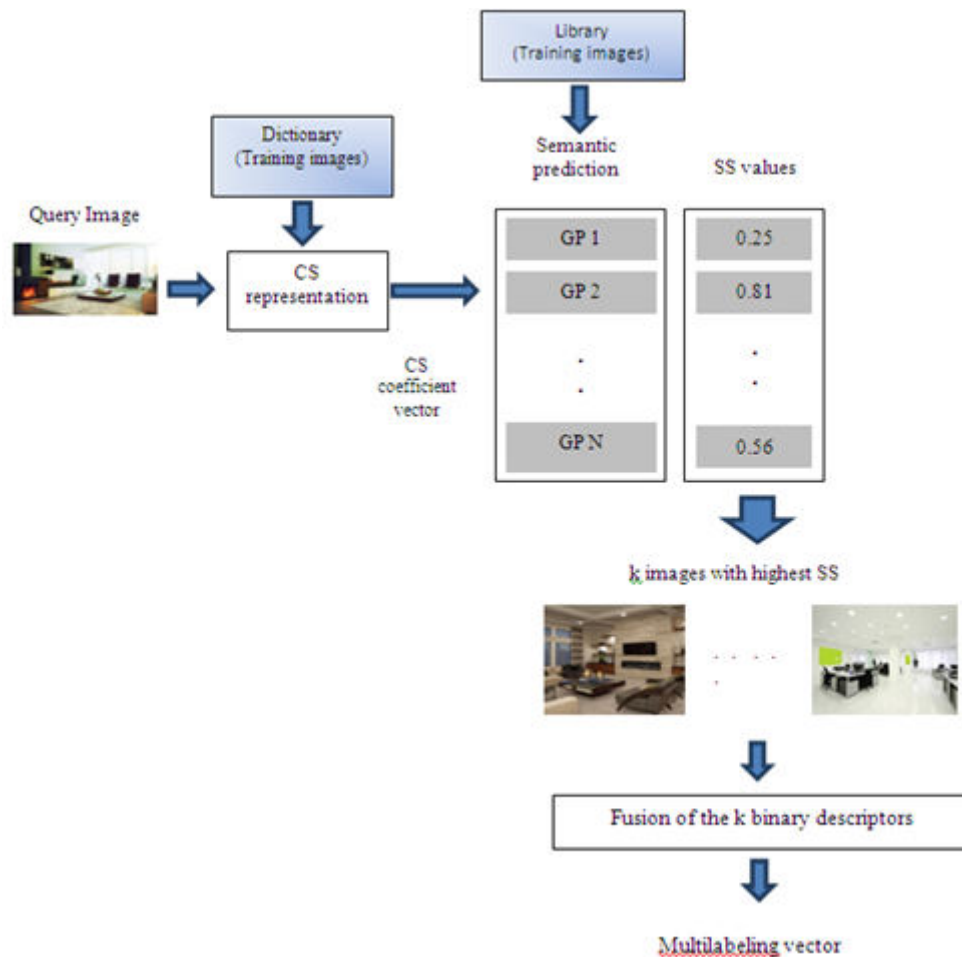 Library
(Training images)
Dictionary
(Training images)
Semantic
prediction
SS values
Query Image
CS
representation
CS
coefficient
vector
GP 1
0.25
GP 2
0.81
GP N
0.56
k images with highest SS
Fusion of the k binary descriptors
Multilabeling vector